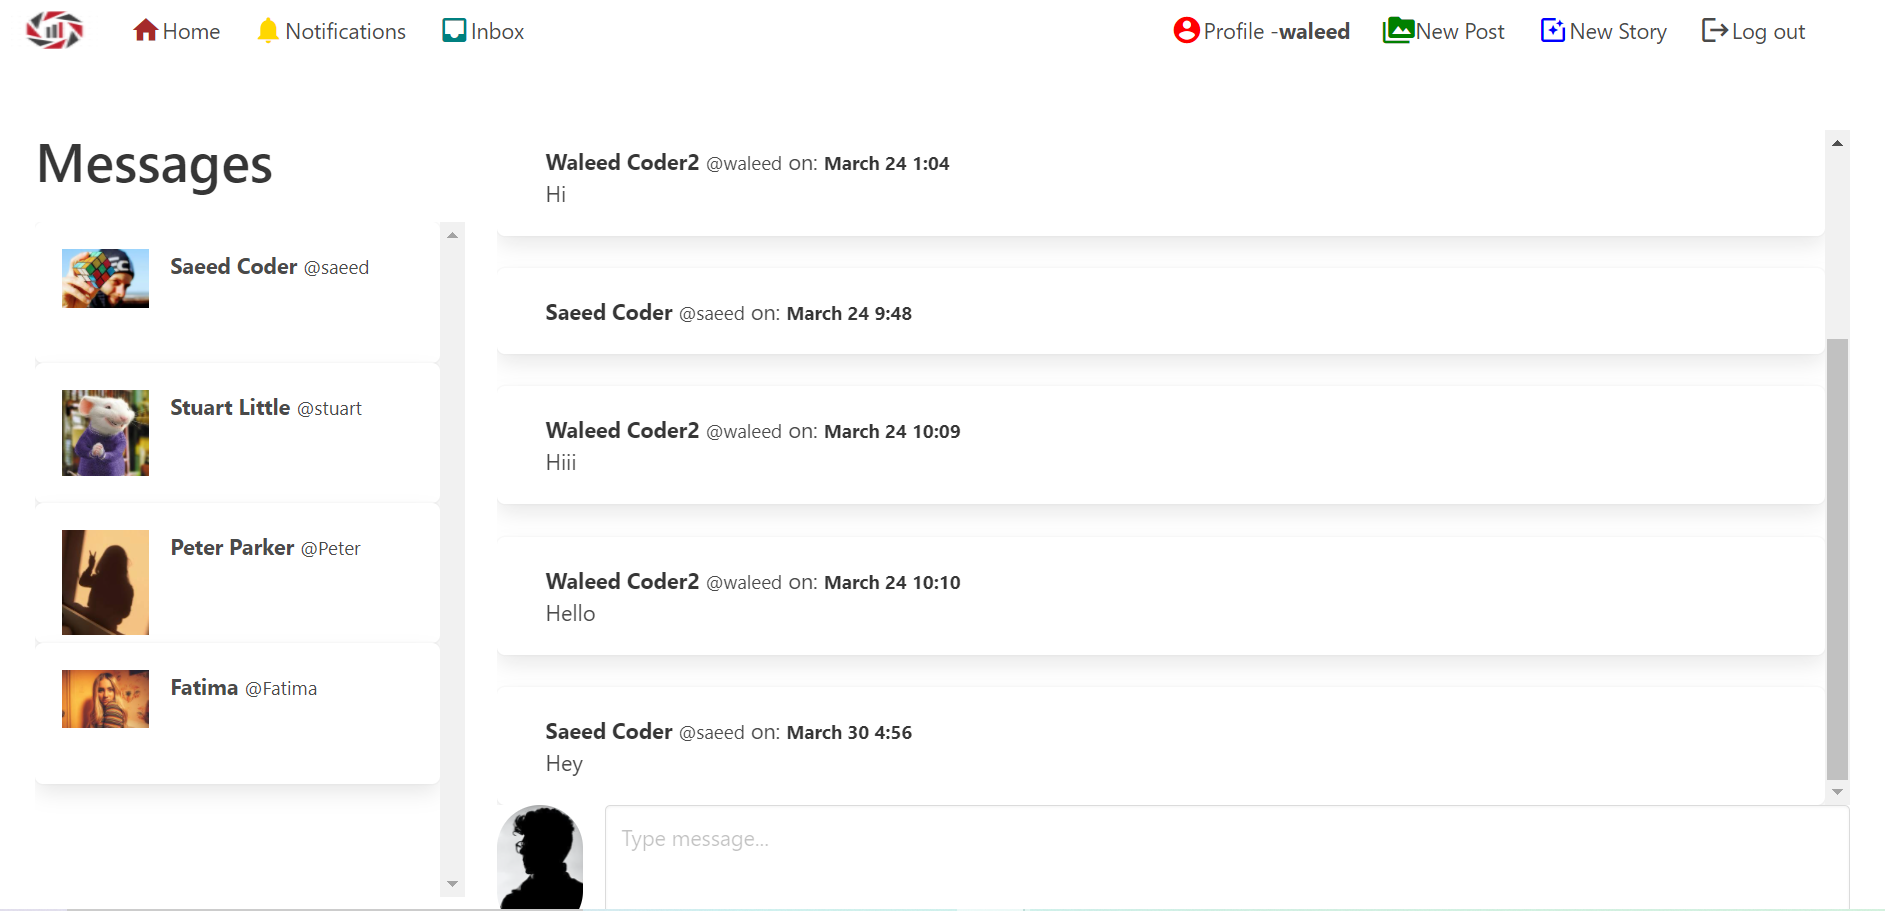 Home Notifications Inbox Profile -waleed New Post New Story Log out
Messages
Saeed Coder @saeed
Stuart Little @stuart
Peter Parker @Peter
Fatima @Fatima
Waleed Coder2 @waleed on: March 24 1:04
Hi
Saeed Coder @saeed on: March 24 9:48
Waleed Coder2 @waleed on: March 24 10:09
Hiii
Waleed Coder2 @waleed on: March 24 10:10
Hello
Saeed Coder @saeed on: March 30 4:56
Hey
Type message...